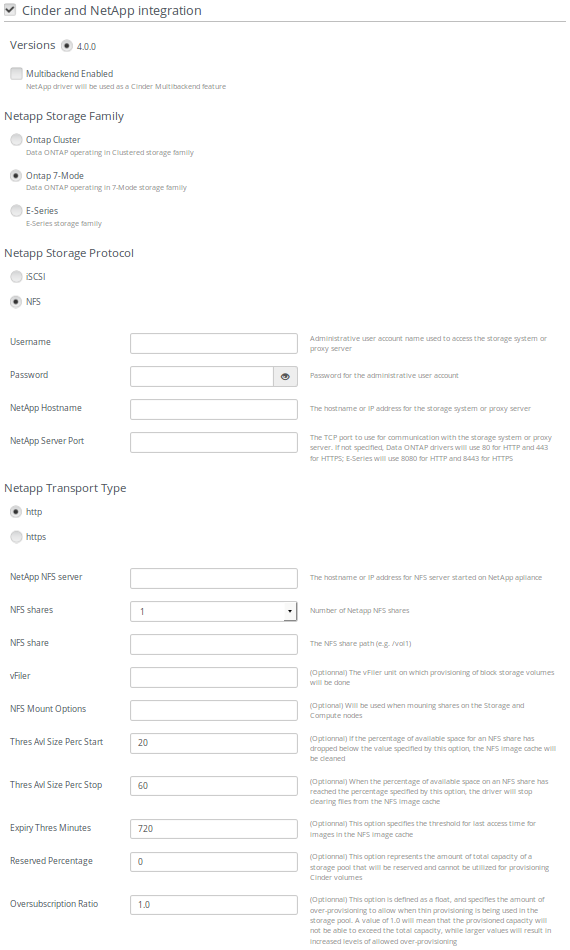 Cinder and NetApp integration
Versions 4.0.0
Multibackend Enabled
NetApp driver will be used as a Cinder Multibackend feature
Netapp Storage Family
Ontap Cluster
Data ONTAP operating in Clustered storage family
Ontap 7-Mode
Data ONTAP operating in 7-Mode storage family
E-Series
E-Series storage family
Netapp Storage Protocol
iSCSI
NFS
Username
Administrative user account name used to access the storage system or
proxy server
Password
Password for the administrative user account
NetApp Hostname
The hostname or IP address for the storage system or proxy server
NetApp Server Port
The TCP port to use for communication with the storage system or proxy
server. If not specified, Data ONTAP drivers will use 80 for HTTP and 443
for HTTPS; E-Series will use 8080 for HTTP and 8443 for HTTPS
Netapp Transport Type
http
https
NetApp NFS server
The hostname or IP address for NFS server started on NetApp apliance
NFS shares 1 Number of Netapp NFS shares
NFS share
The NFS share path (e.g. /vol1)
vFiler
(Optionnal) The vFiler unit on which provisioning of block storage volumes
will be done
NFS Mount Options
(Optional) Will be used when mouning shares on the Storage and
Compute nodes
Thres Avl Size Perc Start 20
(Optionnal) If the percentage of available space for an NFS share has
dropped below the value specified by this option, the NFS image cache will
be cleaned
Thres Avl Size Perc Stop 60
(Optionnal) When the percentage of available space on an NFS share has
reached the percentage specified by this option, the driver will stop
clearing files from the NFS image cache
Expiry Thres Minutes 720
(Optionnal) This option specifies the threshold for last access time for
images in the NFS image cache
Reserved Percentage 0
(Optionnal) This option represents the amount of total capacity of a
storage pool that will be reserved and cannot be utilized for provisioning
Cinder volumes
Oversubscription Ratio 1.0
(Optionnal) This option is defined as a float, and specifies the amount of
over-provisioning to allow when thin provisioning is being used in the
storage pool. A value of 1.0 will mean that the provisioned capacity will
not be able to exceed the total capacity, while larger values will result in
increased levels of allowed over-provisioning